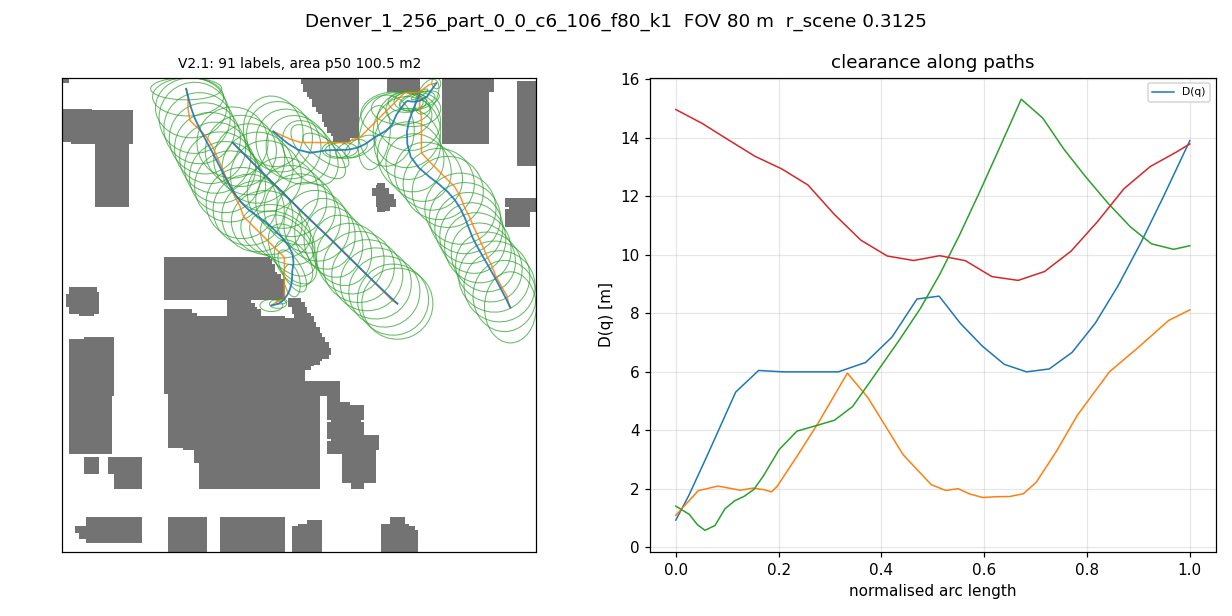 Denver_1_256_part_0_0_c6_106_f80_k1 FOV 80 m r_scene 0.3125
V2.1: 91 labels, area p50 100.5 m2
clearance along paths
D(q)
16
14
12
10
8
6
4
2
0
D(q) [m]
0.0 0.2 0.4 0.6 0.8 1.0
normalised arc length